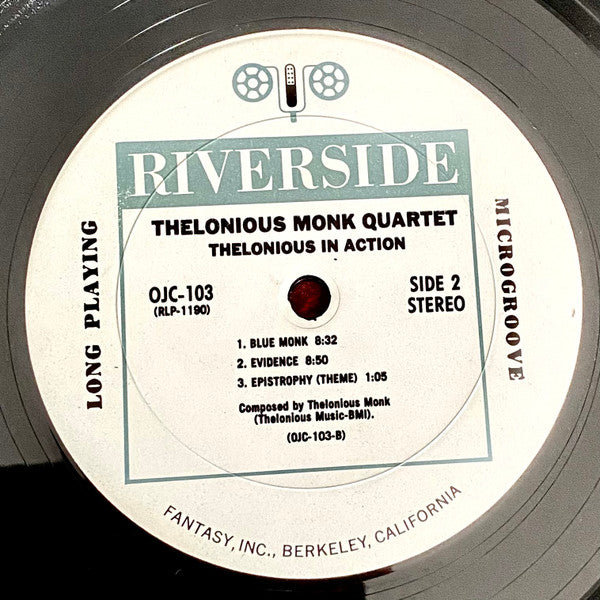 RIVERSIDE
THELONIOUS MONK QUARTET
THELONIOUS IN ACTION
LONG PLAYING
MICROGROOVE
OJC-103
(RLP-1190)
SIDE 2
STEREO
1. BLUE MONK 8:32
2. EVIDENCE 8:50
3. EPISTROPHY (THEME) 1:05
Composed by Thelonious Monk
(Thelonious Music-BMI).
(OJC-103-B)
FANTASY, INC., BERKELEY, CALIFORNIA